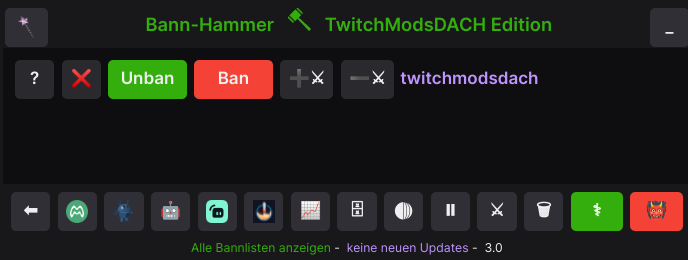 Bann-Hammer TwitchModsDACH Edition
? Unban Ban twitchmodsdach
Alle Bannlisten anzeigen - keine neuen Updates - 3.0